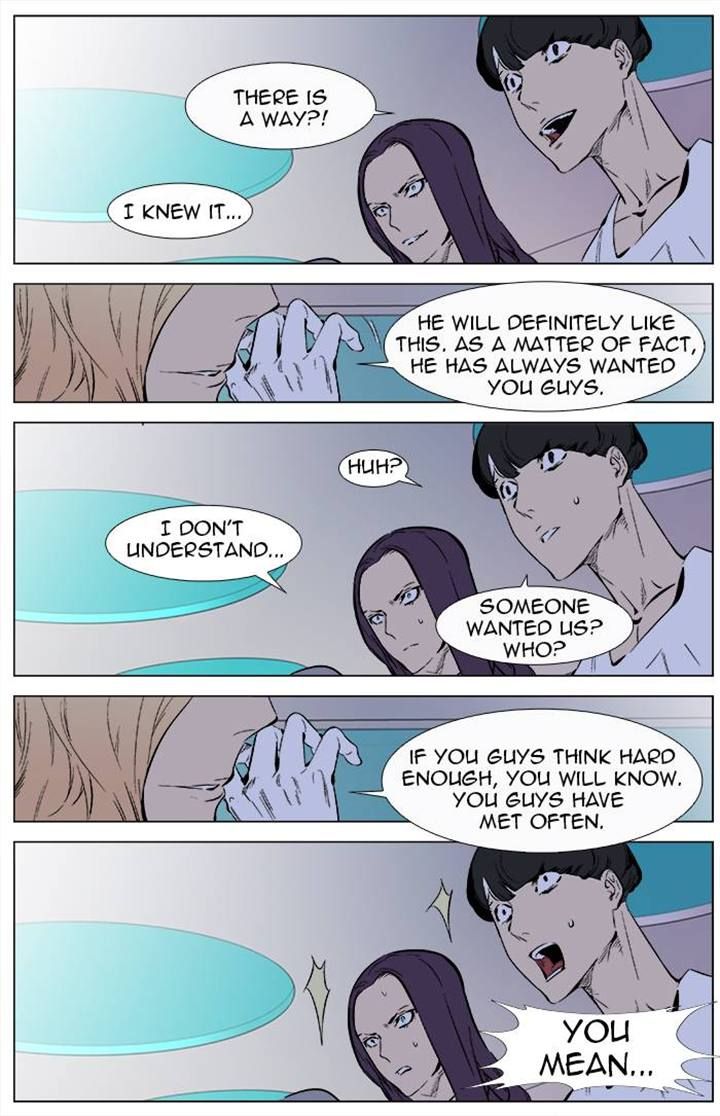 THERE IS
A WAY?!
I KNEW IT...
HE WILL DEFINITELY LIKE
THIS. AS A MATTER OF FACT,
HE HAS ALWAYS WANTED
YOU GUYS.
HUH?
I DON'T
UNDERSTAND...
SOMEONE
WANTED US?
WHO?
IF YOU GUYS THINK HARD
ENOUGH, YOU WILL KNOW.
YOU GUYS HAVE
MET OFTEN.
YOU
MEAN...